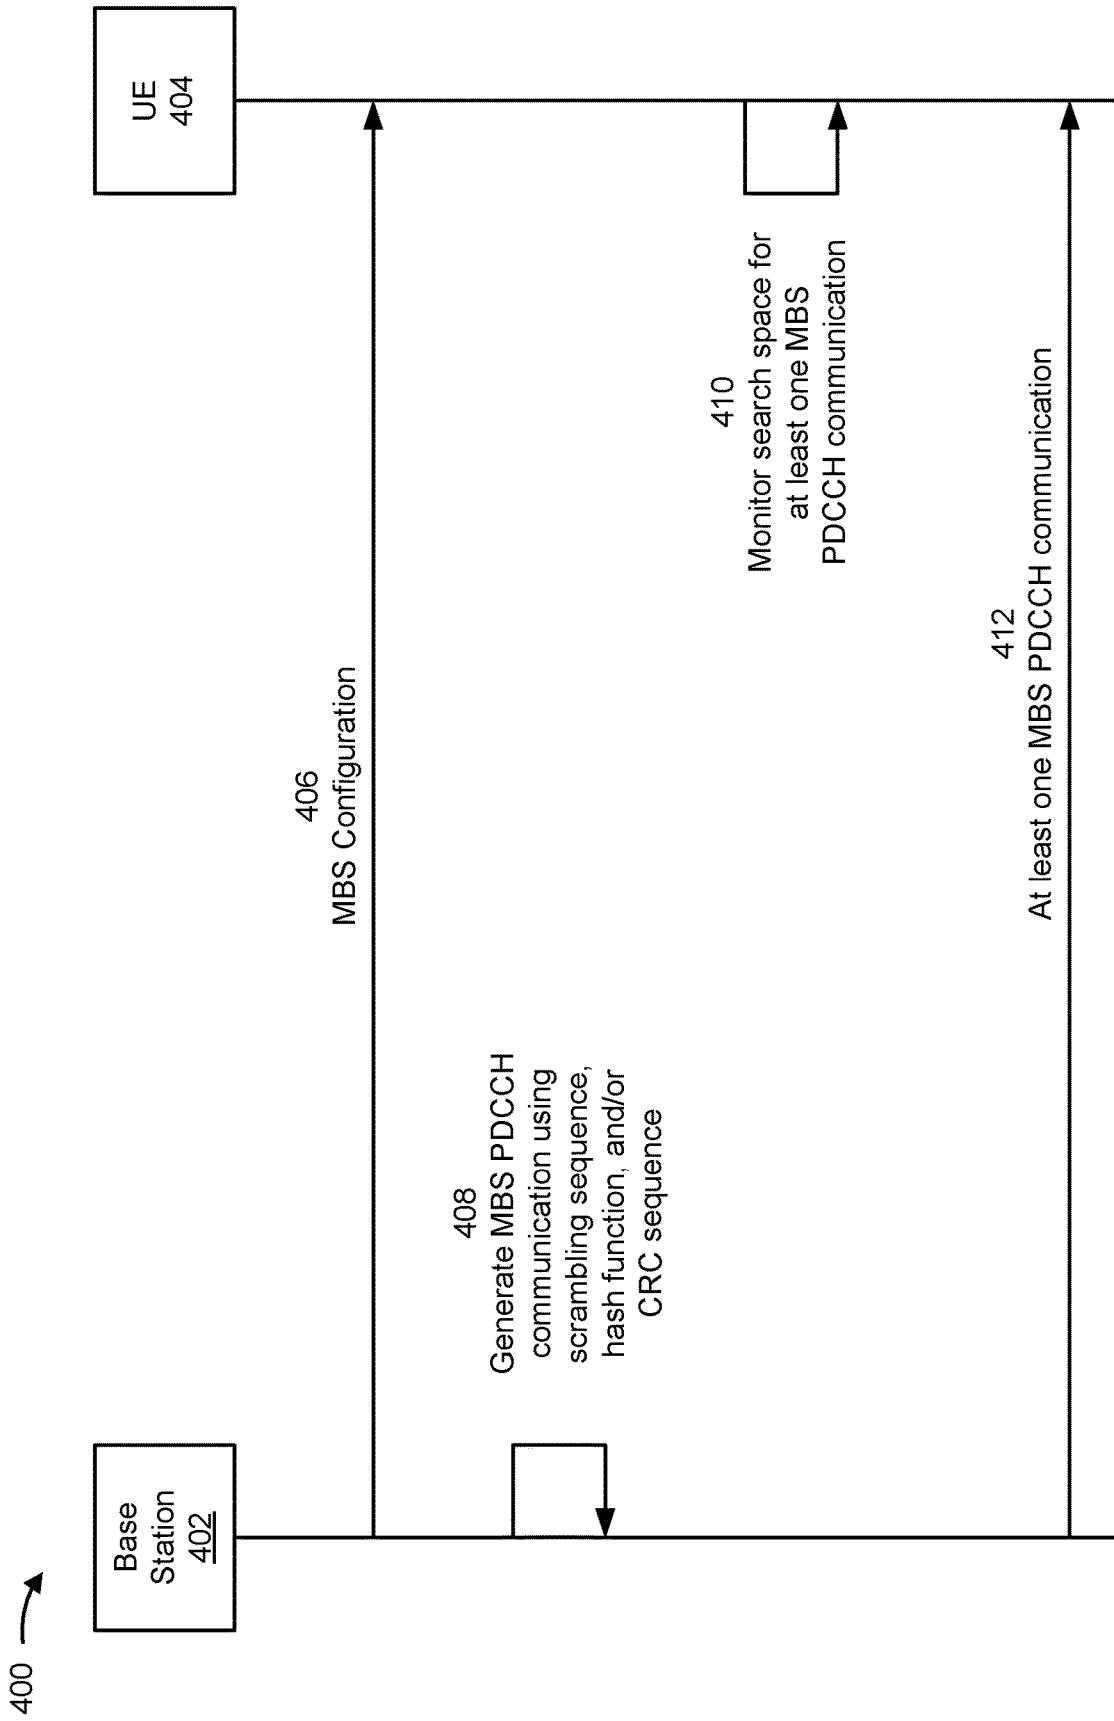 400
Base
Station
402
UE
404
406
MBS Configuration
408
Generate MBS PDCCH
communication using
scrambling sequence,
hash function, and/or
CRC sequence
410
Monitor search space for
at least one MBS
PDCCH communication
412
At least one MBS PDCCH communication